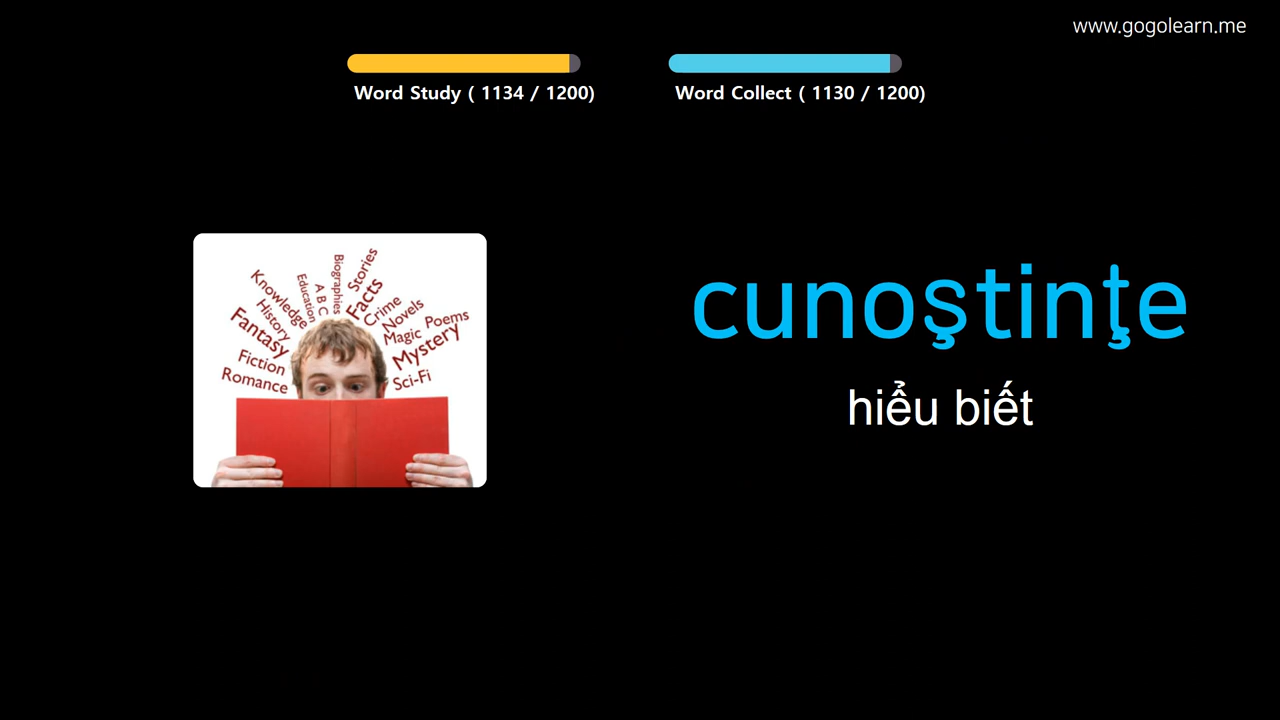 www.gogolearn.me
Word Study ( 1134 / 1200)
Word Collect ( 1130 / 1200)
Knowledge
History
Fantasy
Fiction
Romance
Education
A B C
Biographies
Stories
Facts
Crime
Novels
Magic
Poems
Mystery
Sci-Fi
cunoştinţe
hiểu biết